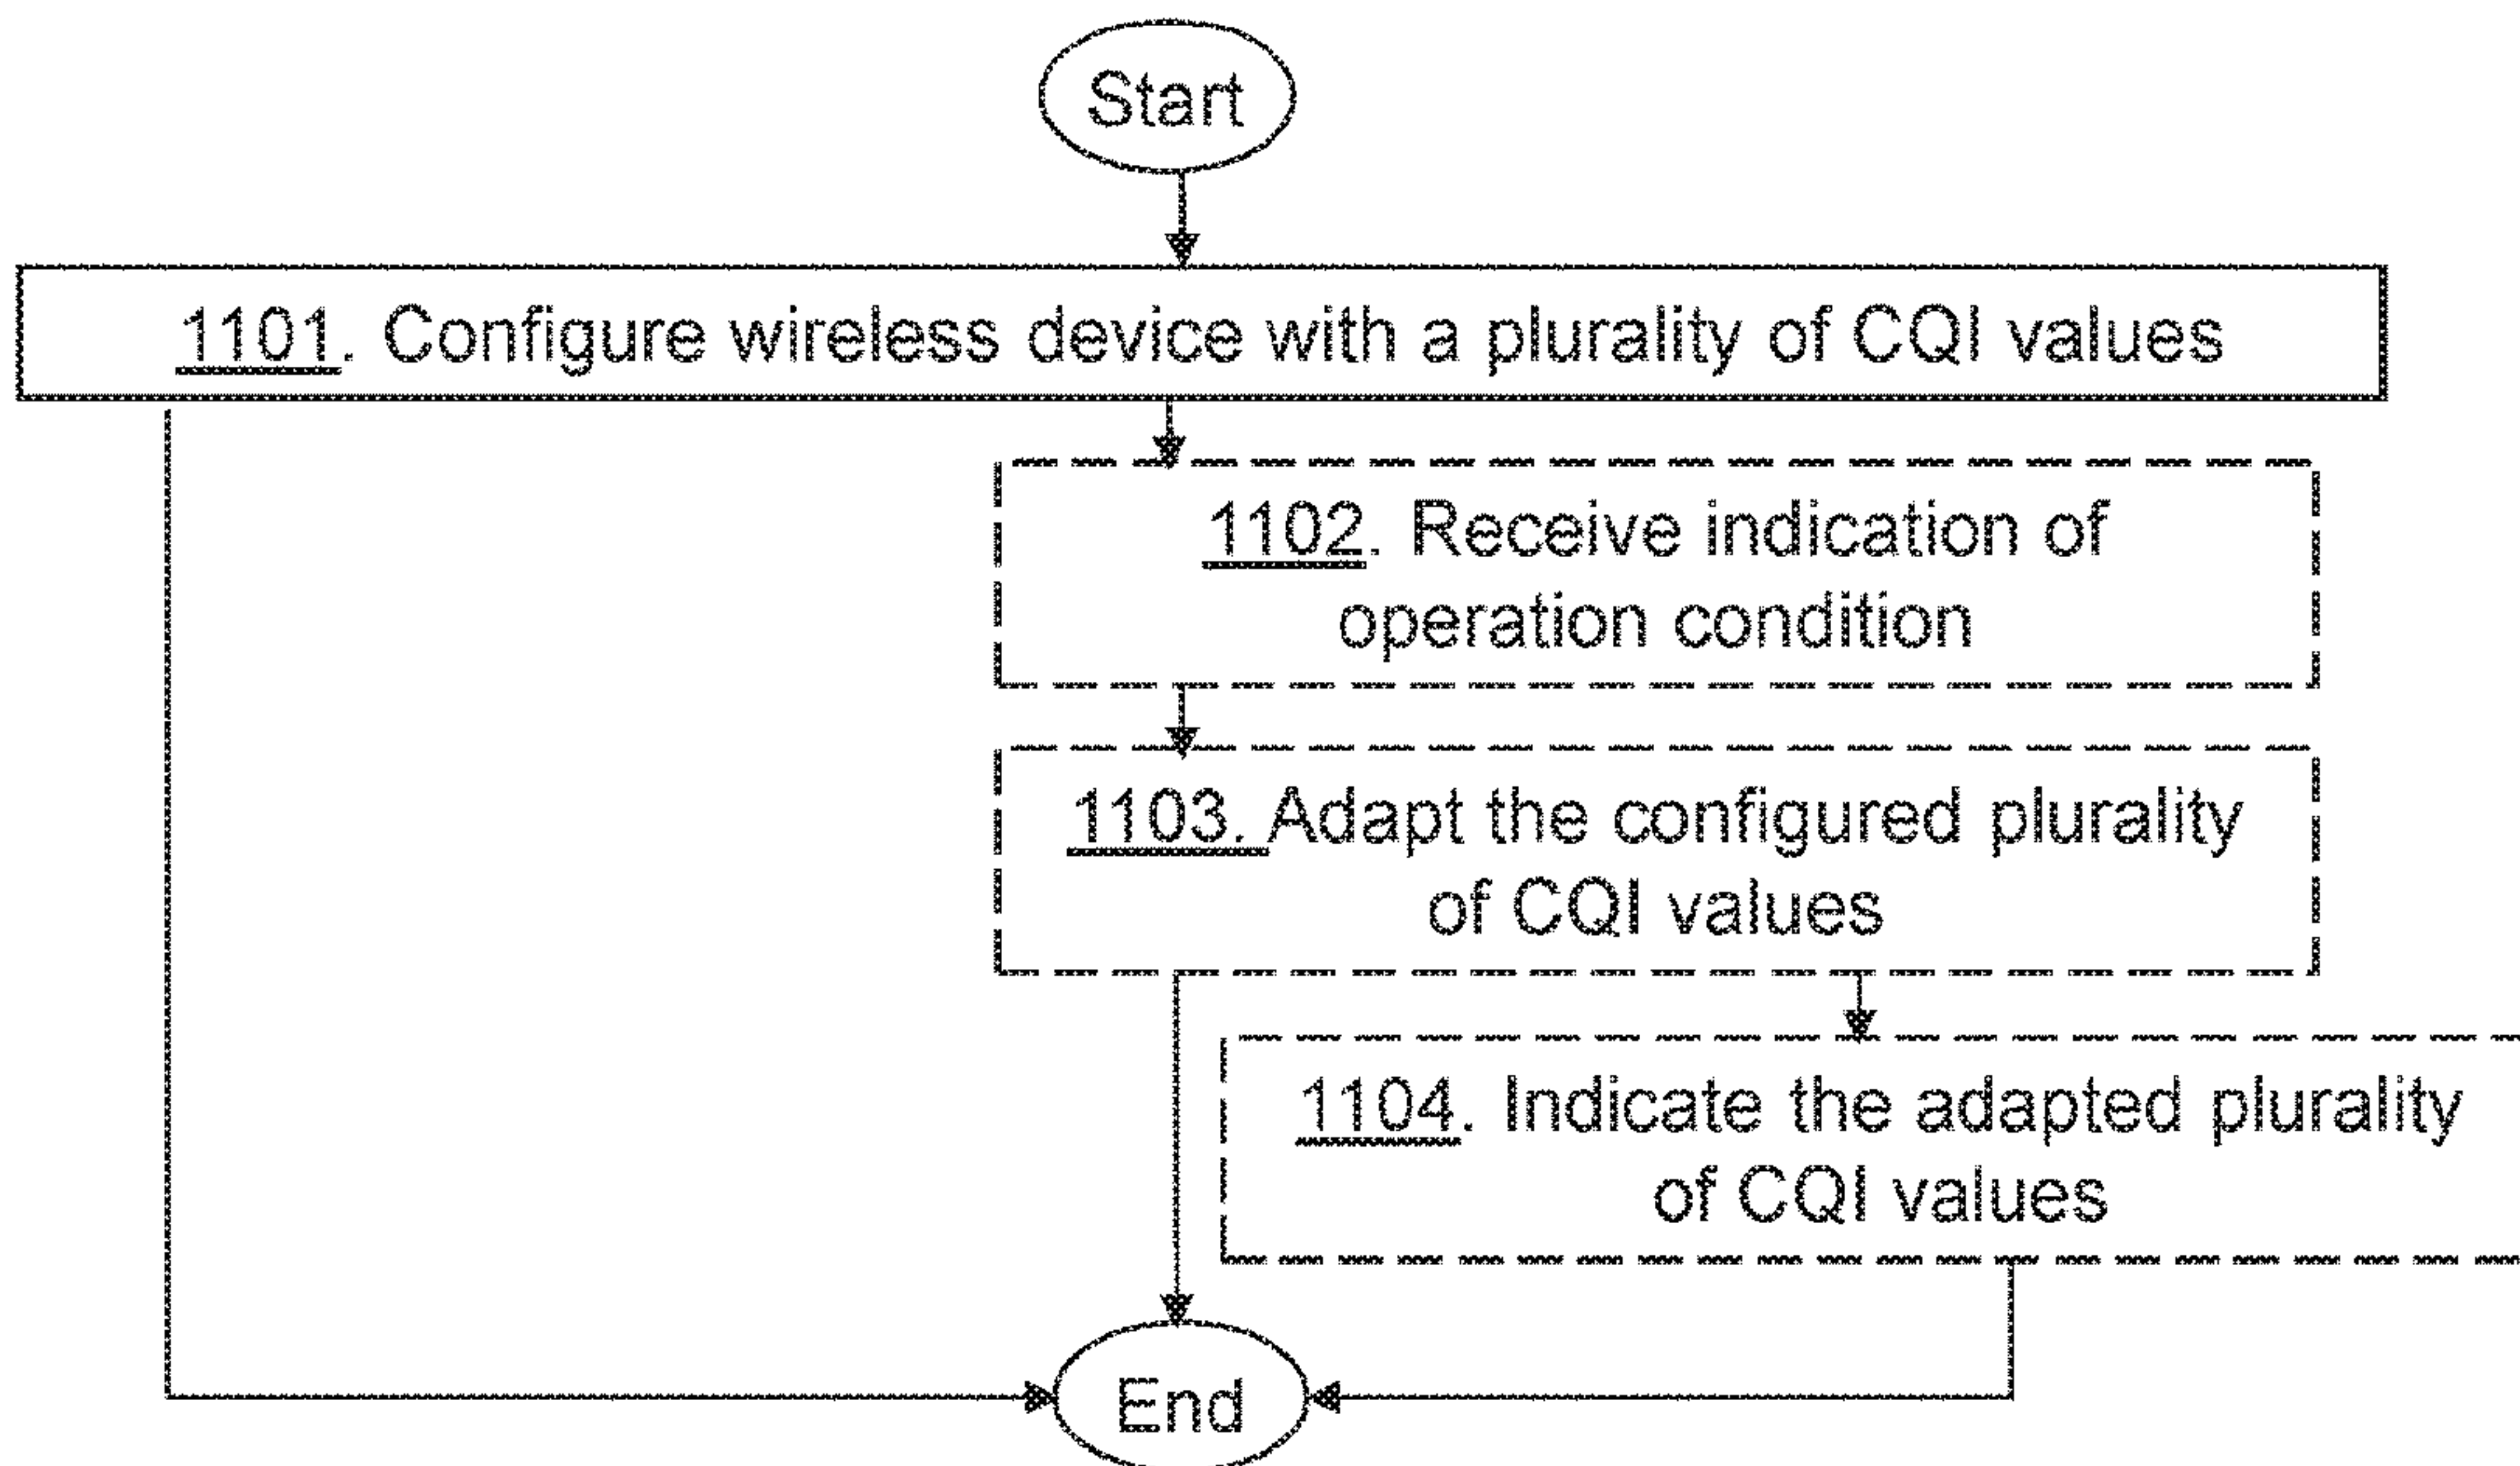 Start
1101. Configure wireless device with a plurality of CQI values
1102. Receive indication of
operation condition
1103. Adapt the configured plurality
of CQI values
1104. Indicate the adapted plurality
of CQI values
End